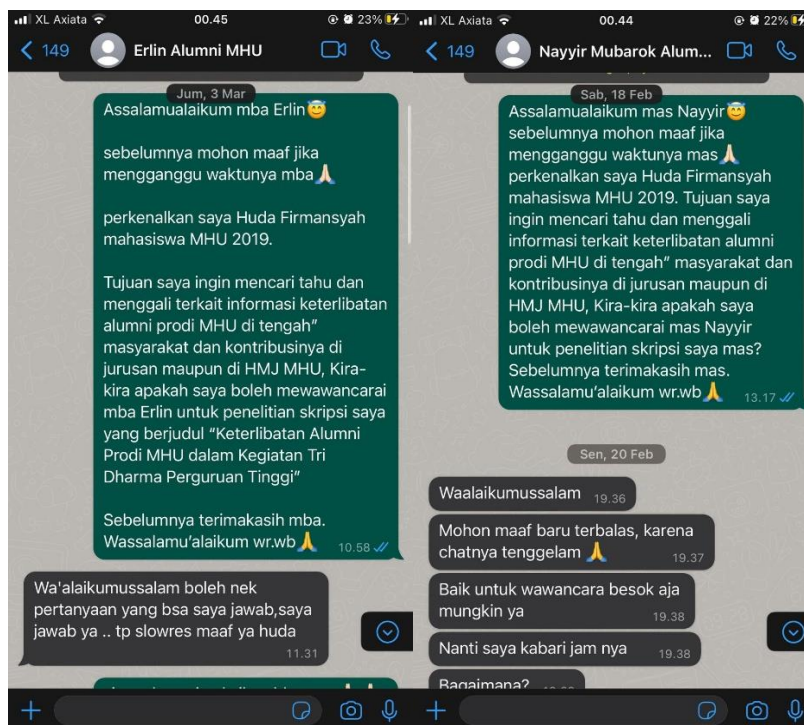 XL Axiata
00.45
23%
149
Erlin Alumni MHU
Jum, 3 Mar
Assalamualaikum mba Erlin😇
sebelumnya mohon maaf jika
mengganggu waktunya mba🙏🏻
perkenalkan saya Huda Firmansyah
mahasiswa MHU 2019.
Tujuan saya ingin mencari tahu dan
menggali terkait informasi keterlibatan
alumni prodi MHU di tengah”
masyarakat dan kontribusinya di
jurusan maupun di HMJ MHU, Kira-
kira apakah saya boleh mewawancarai
mba Erlin untuk penelitian skripsi saya
yang berjudul “Keterlibatan Alumni
Prodi MHU dalam Kegiatan Tri
Dharma Perguruan Tinggi”
Sebelumnya terimakasih mba.
Wassalamu’alaikum wr.wb🙏
10.58
Wa'alaikumussalam boleh nek
pertanyaan yang bsa saya jawab,saya
jawab ya .. tp slowres maaf ya huda
11.31
XL Axiata
00.44
22%
149
Nayyir Mubarok Alum...
Sab, 18 Feb
Assalamualaikum mas Nayyir😇
sebelumnya mohon maaf jika
mengganggu waktunya mas🙏🏻
perkenalkan saya Huda Firmansyah
mahasiswa MHU 2019. Tujuan saya
ingin mencari tahu dan menggali
informasi terkait keterlibatan alumni
prodi MHU di tengah” masyarakat dan
kontribusinya di jurusan maupun di
HMJ MHU, Kira-kira apakah saya
boleh mewawancarai mas Nayyir
untuk penelitian skripsi saya mas?
Sebelumnya terimakasih mas.
Wassalamu’alaikum wr.wb🙏
13.17
Sen, 20 Feb
Waalaikumussalam
19.36
Mohon maaf baru terbalas, karena
chatnya tenggelam 🙏
19.37
Baik untuk wawancara besok aja
mungkin ya
19.38
Nanti saya kabari jam nya
19.38
Bagaimana?